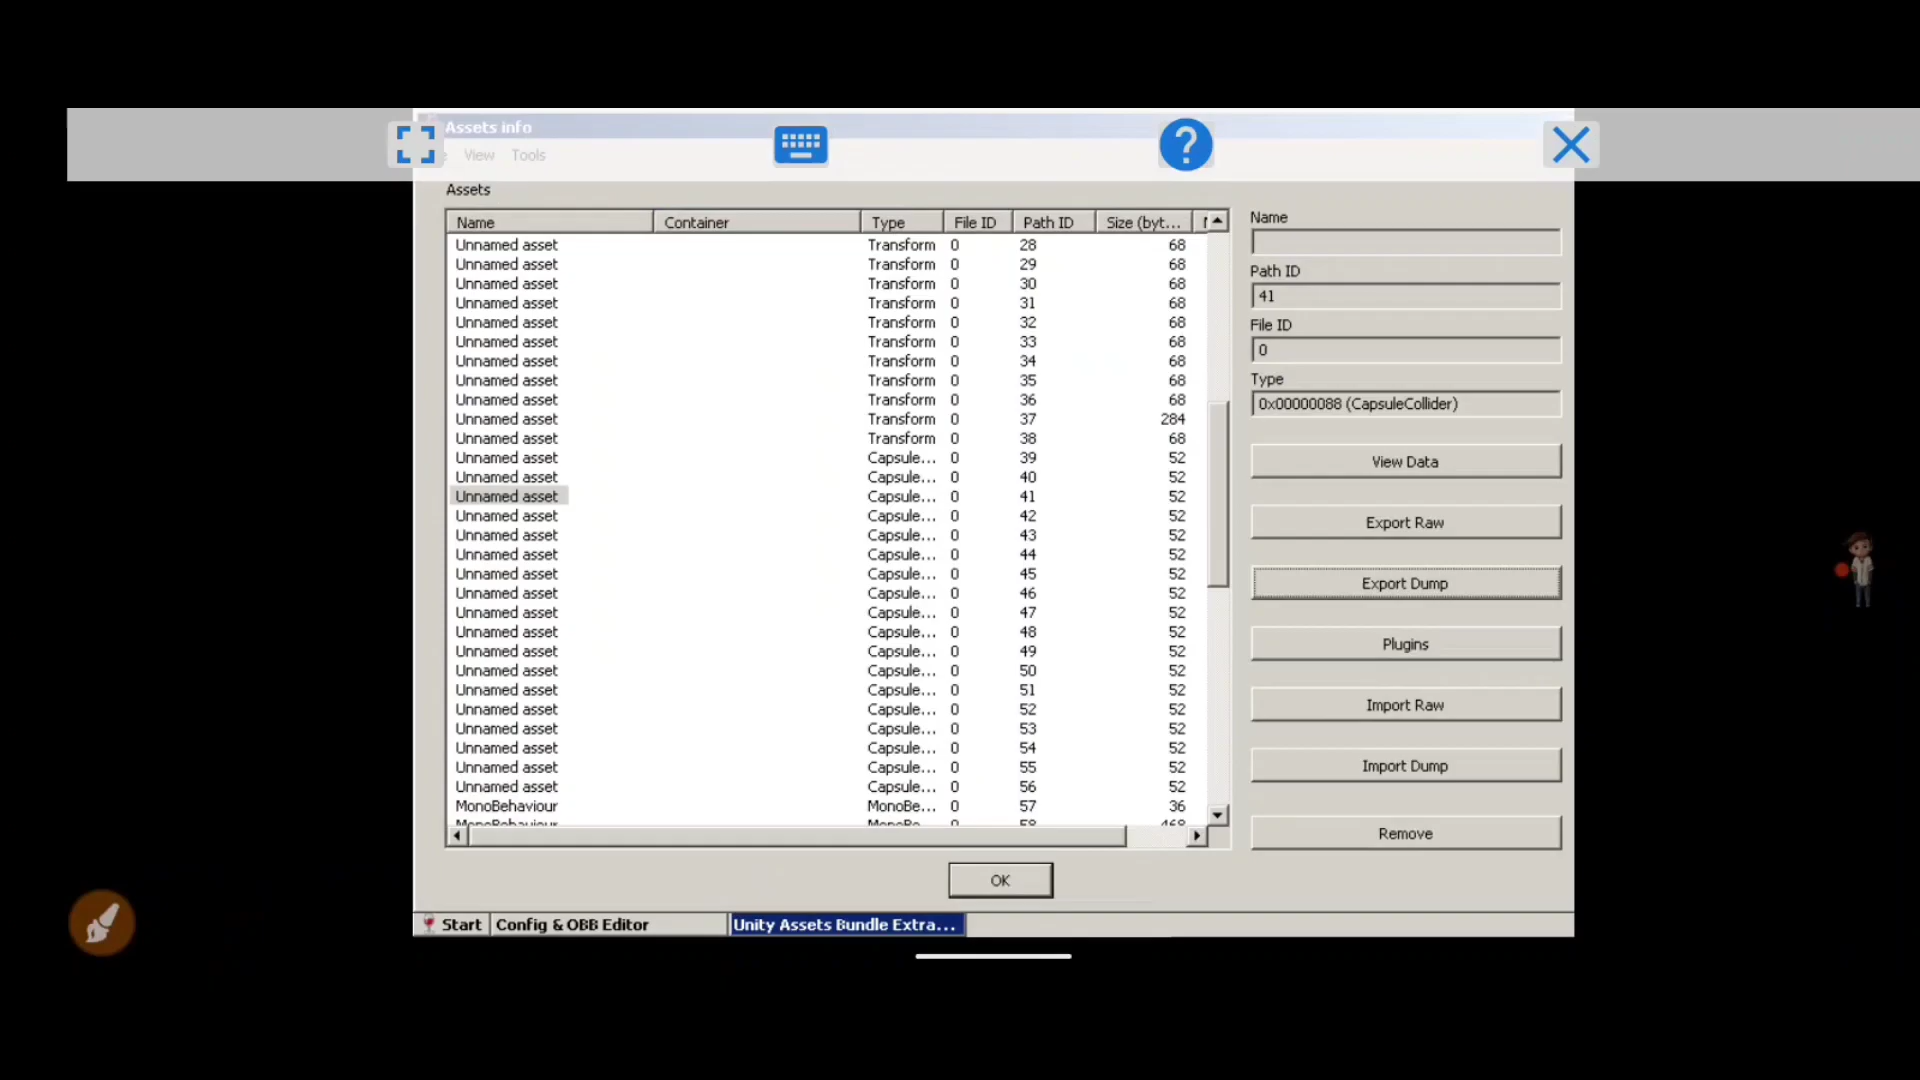 Assets info
View Tools
Assets
Name Container Type File ID Path ID Size (byt...
Unnamed asset Transform 0 28 68
Unnamed asset Transform 0 29 68
Unnamed asset Transform 0 30 68
Unnamed asset Transform 0 31 68
Unnamed asset Transform 0 32 68
Unnamed asset Transform 0 33 68
Unnamed asset Transform 0 34 68
Unnamed asset Transform 0 35 68
Unnamed asset Transform 0 36 68
Unnamed asset Transform 0 37 284
Unnamed asset Transform 0 38 68
Unnamed asset Capsule... 0 39 52
Unnamed asset Capsule... 0 40 52
Unnamed asset Capsule... 0 41 52
Unnamed asset Capsule... 0 42 52
Unnamed asset Capsule... 0 43 52
Unnamed asset Capsule... 0 44 52
Unnamed asset Capsule... 0 45 52
Unnamed asset Capsule... 0 46 52
Unnamed asset Capsule... 0 47 52
Unnamed asset Capsule... 0 48 52
Unnamed asset Capsule... 0 49 52
Unnamed asset Capsule... 0 50 52
Unnamed asset Capsule... 0 51 52
Unnamed asset Capsule... 0 52 52
Unnamed asset Capsule... 0 53 52
Unnamed asset Capsule... 0 54 52
Unnamed asset Capsule... 0 55 52
Unnamed asset Capsule... 0 56 52
MonoBehaviour MonoBe... 0 57 36
Name
Path ID
41
File ID
0
Type
0x00000088 (CapsuleCollider)
View Data
Export Raw
Export Dump
Plugins
Import Raw
Import Dump
Remove
OK
Start Config & OBB Editor Unity Assets Bundle Extra...